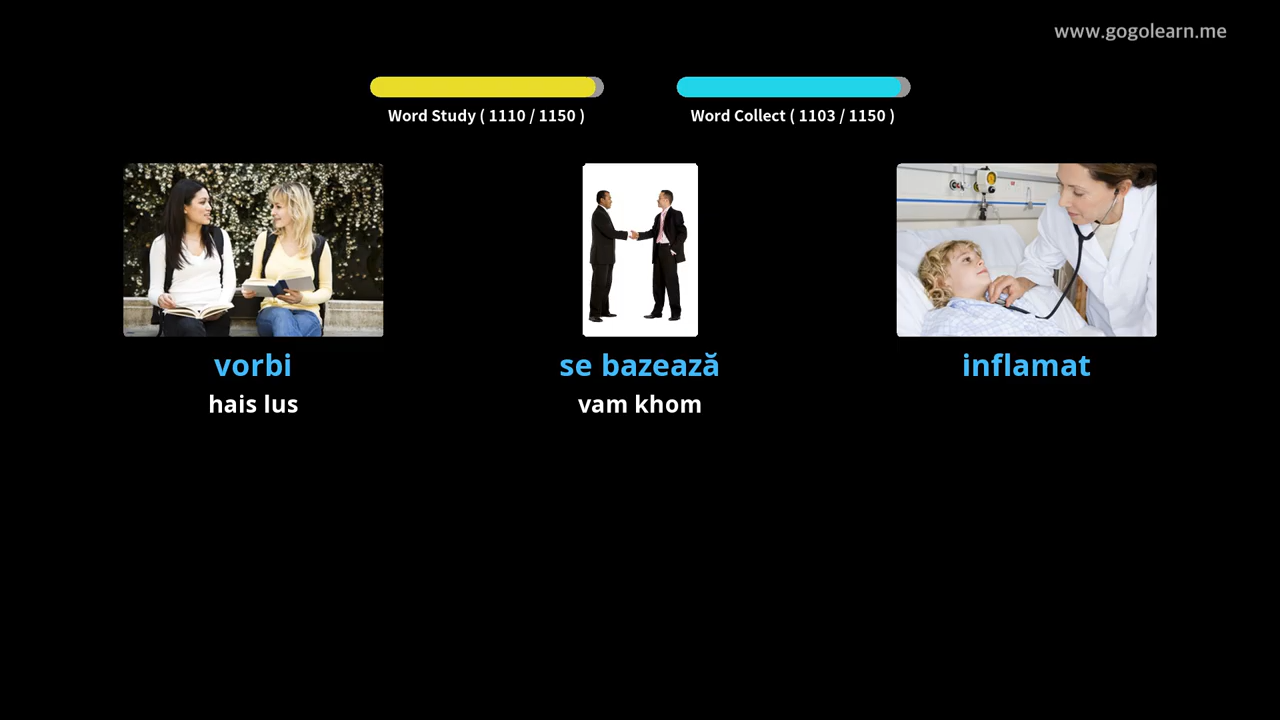 www.gogolearn.me
Word Study ( 1110 / 1150 )
Word Collect ( 1103 / 1150 )
vorbi
se bazează
inflamat
hais lus
vam khom